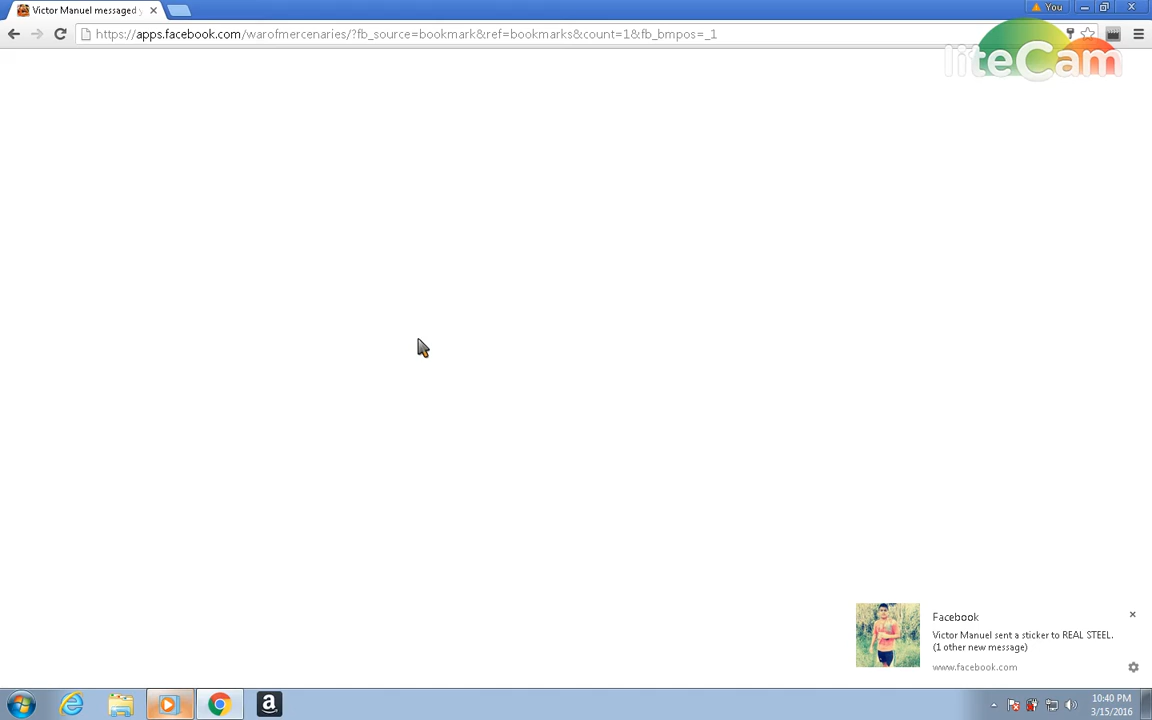 Victor Manuel messaged y
You
https://apps.facebook.com/warofmercenaries/?fb_source=bookmark&ref=bookmarks&count=1&fb_bmpos=_1
liteCam
Facebook
Victor Manuel sent a sticker to REAL STEEL.
(1 other new message)
www.facebook.com
a
10:40 PM
3/15/2016